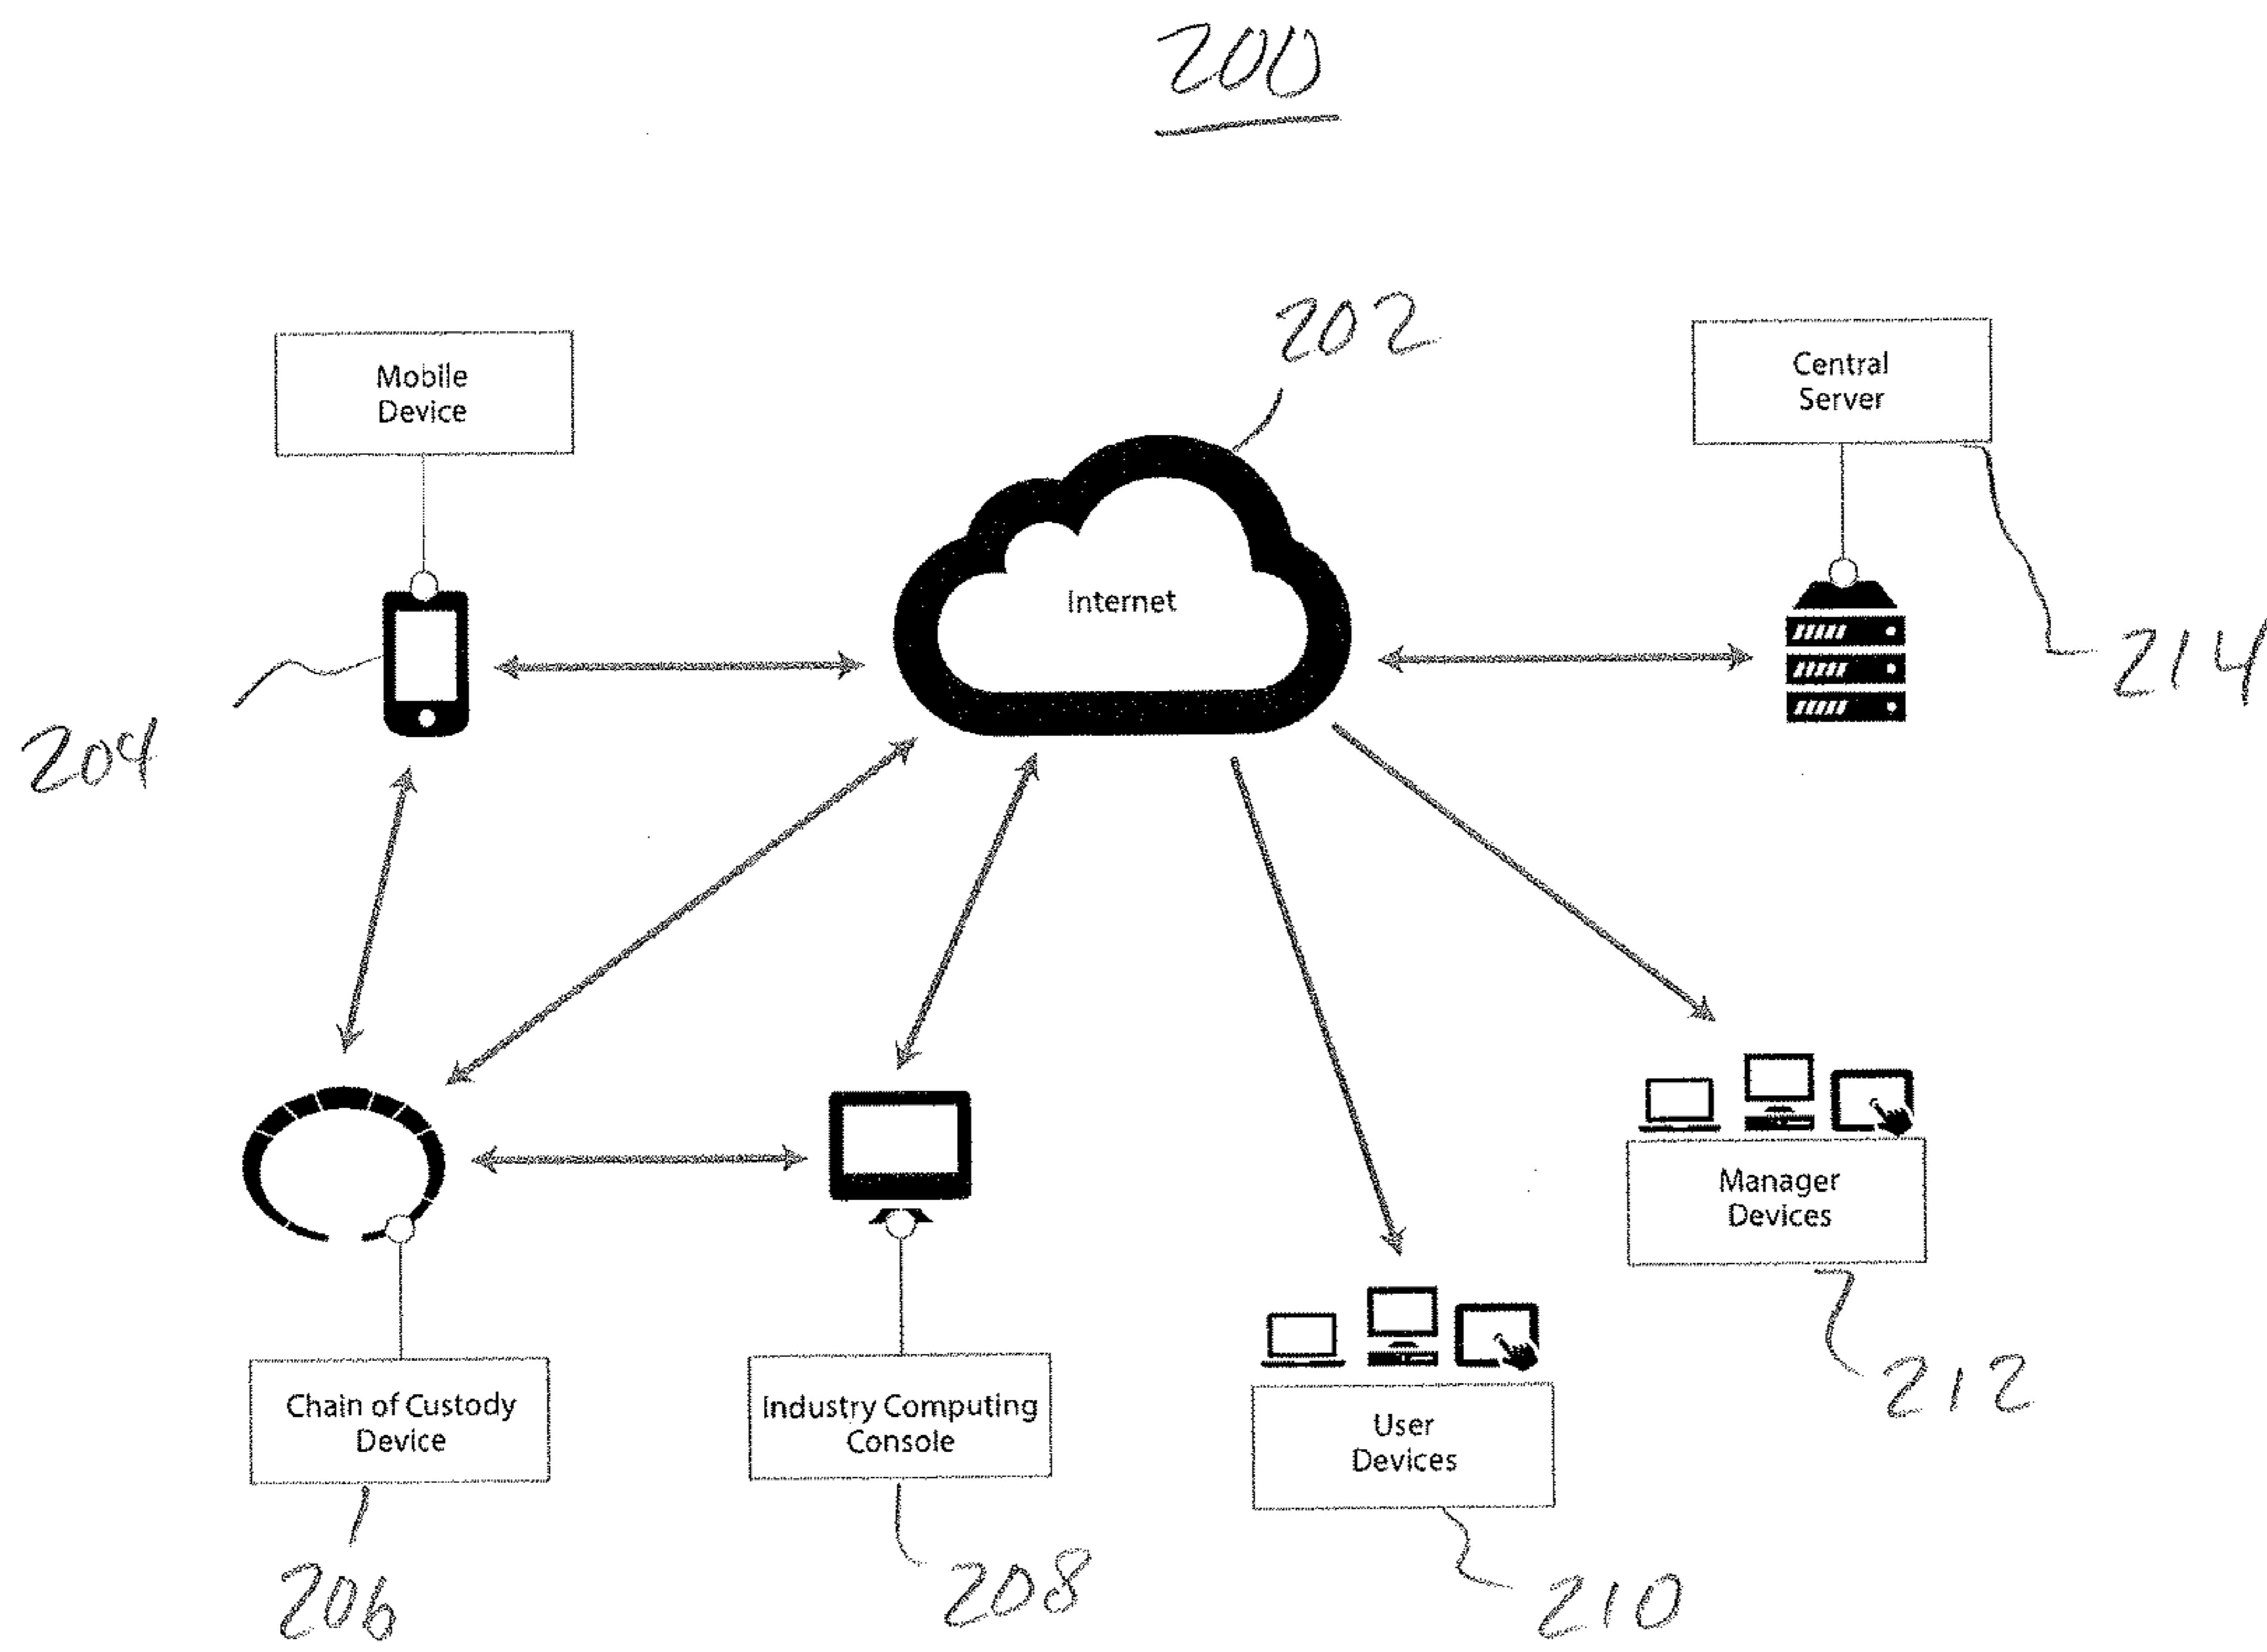 200
202
Mobile
Device
Central
Server
Internet
204
214
Manager
Devices
212
Chain of Custody
Device
Industry Computing
Console
User
Devices
206
208
210